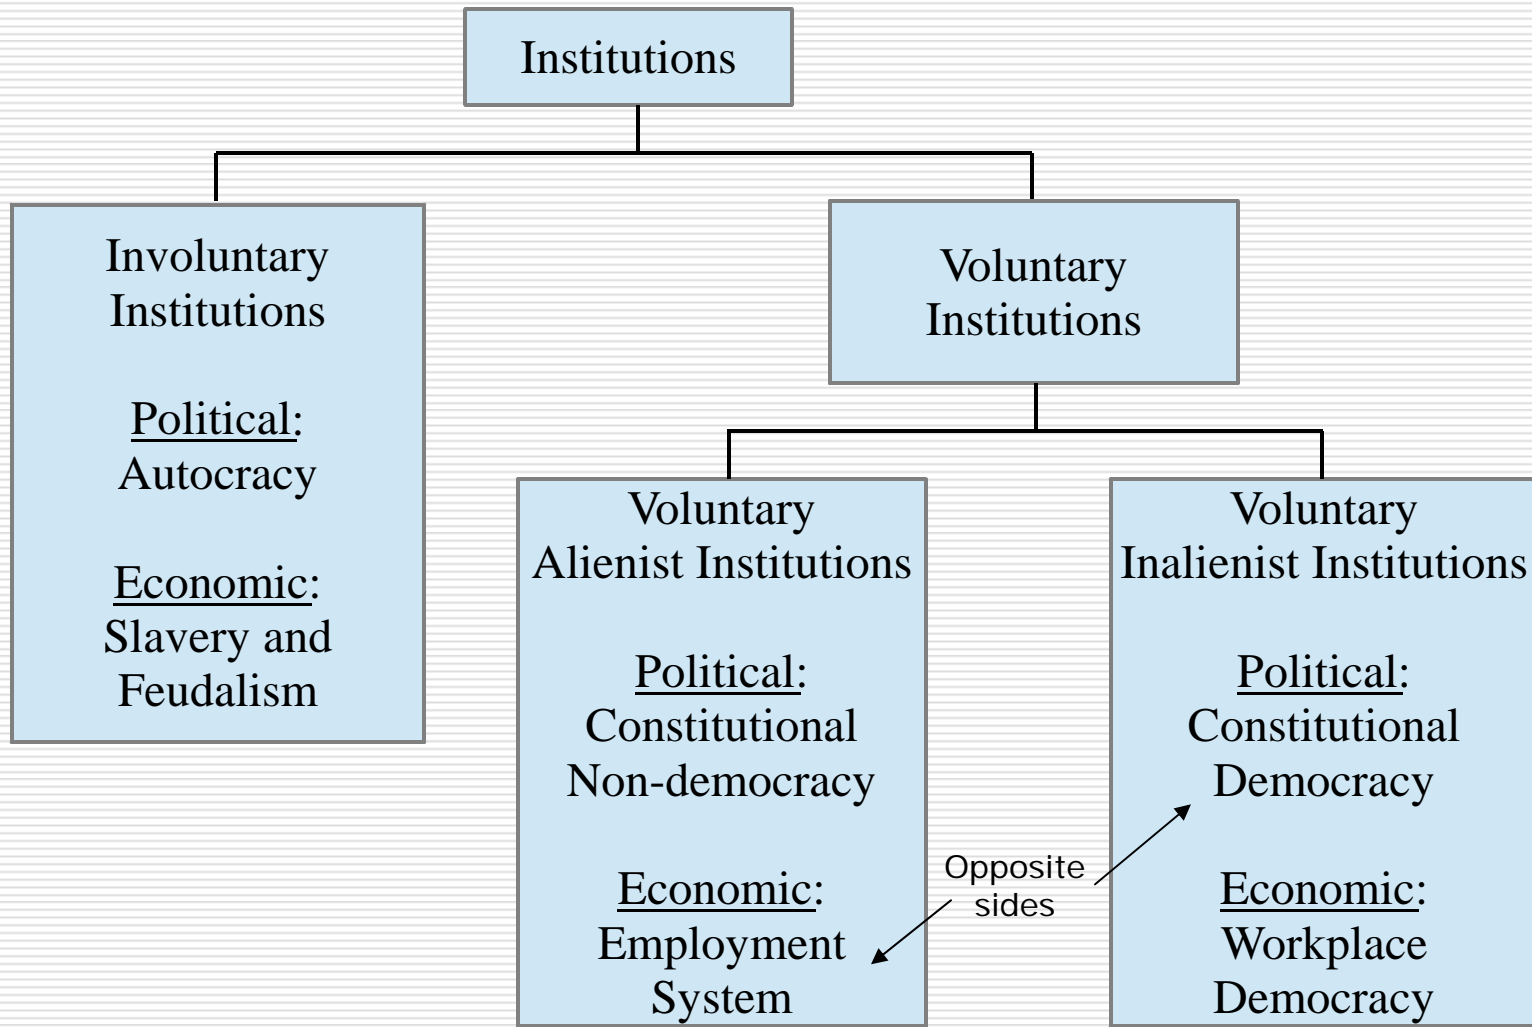 Institutions
Involuntary
Institutions
Political:
Autocracy
Economic:
Slavery and
Feudalism
Voluntary
Institutions
Voluntary
Alienist Institutions
Political:
Constitutional
Non-democracy
Economic:
Employment
System
Opposite
sides
Voluntary
Inalienist Institutions
Political:
Constitutional
Democracy
Economic:
Workplace
Democracy